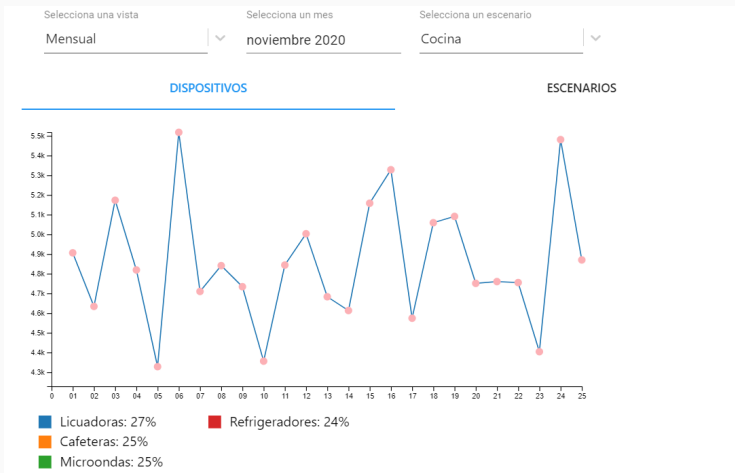 Selecciona una vista Selecciona un mes Selecciona un escenario
Mensual noviembre 2020 Cocina
DISPOSITIVOS ESCENARIOS
5.5k
5.4k
5.3k
5.2k
5.1k
5.0k
4.9k
4.8k
4.7k
4.6k
4.5k
4.4k
4.3k
0 01 02 03 04 05 06 07 08 09 10 11 12 13 14 15 16 17 18 19 20 21 22 23 24 25
Licuadoras: 27% Refrigeradores: 24%
Cafeteras: 25%
Microondas: 25%